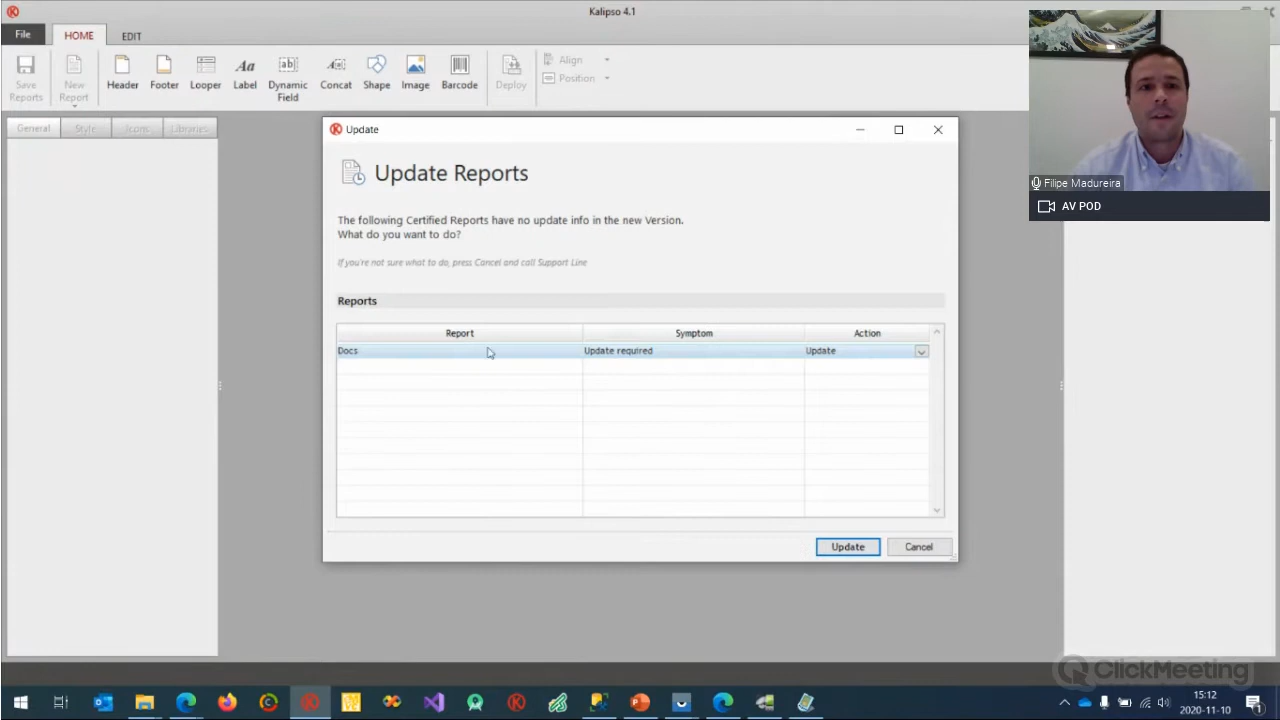 Kalipso 4.1
File
HOME
EDIT
Save
Reports
New
Report
Header
Footer
Looper
Aa
Label
ab
Dynamic
Field
Concat
Shape
Image
Barcode
Deploy
Align
Position
General
Style
Icons
Libraries
Update
Update Reports
The following Certified Reports have no update info in the new Version.
What do you want to do?
If you're not sure what to do, press Cancel and call Support Line
Reports
Report Symptom Action
Docs Update required Update
Update Cancel
Filipe Madureira
AV POD
ClickMeeting
15:12
2020-11-10
1